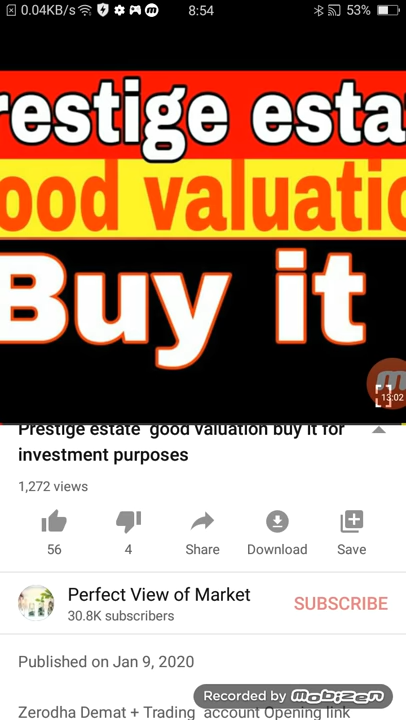 0.04KB/s 8:54 53%
restige esta
ood valuatio
Buy it
13:02
Prestige estate good valuation buy it for
investment purposes
1,272 views
56 4 Share Download Save
Perfect View of Market
30.8K subscribers
SUBSCRIBE
Published on Jan 9, 2020
Recorded by mobizen
Zerodha Demat + Trading account Opening link